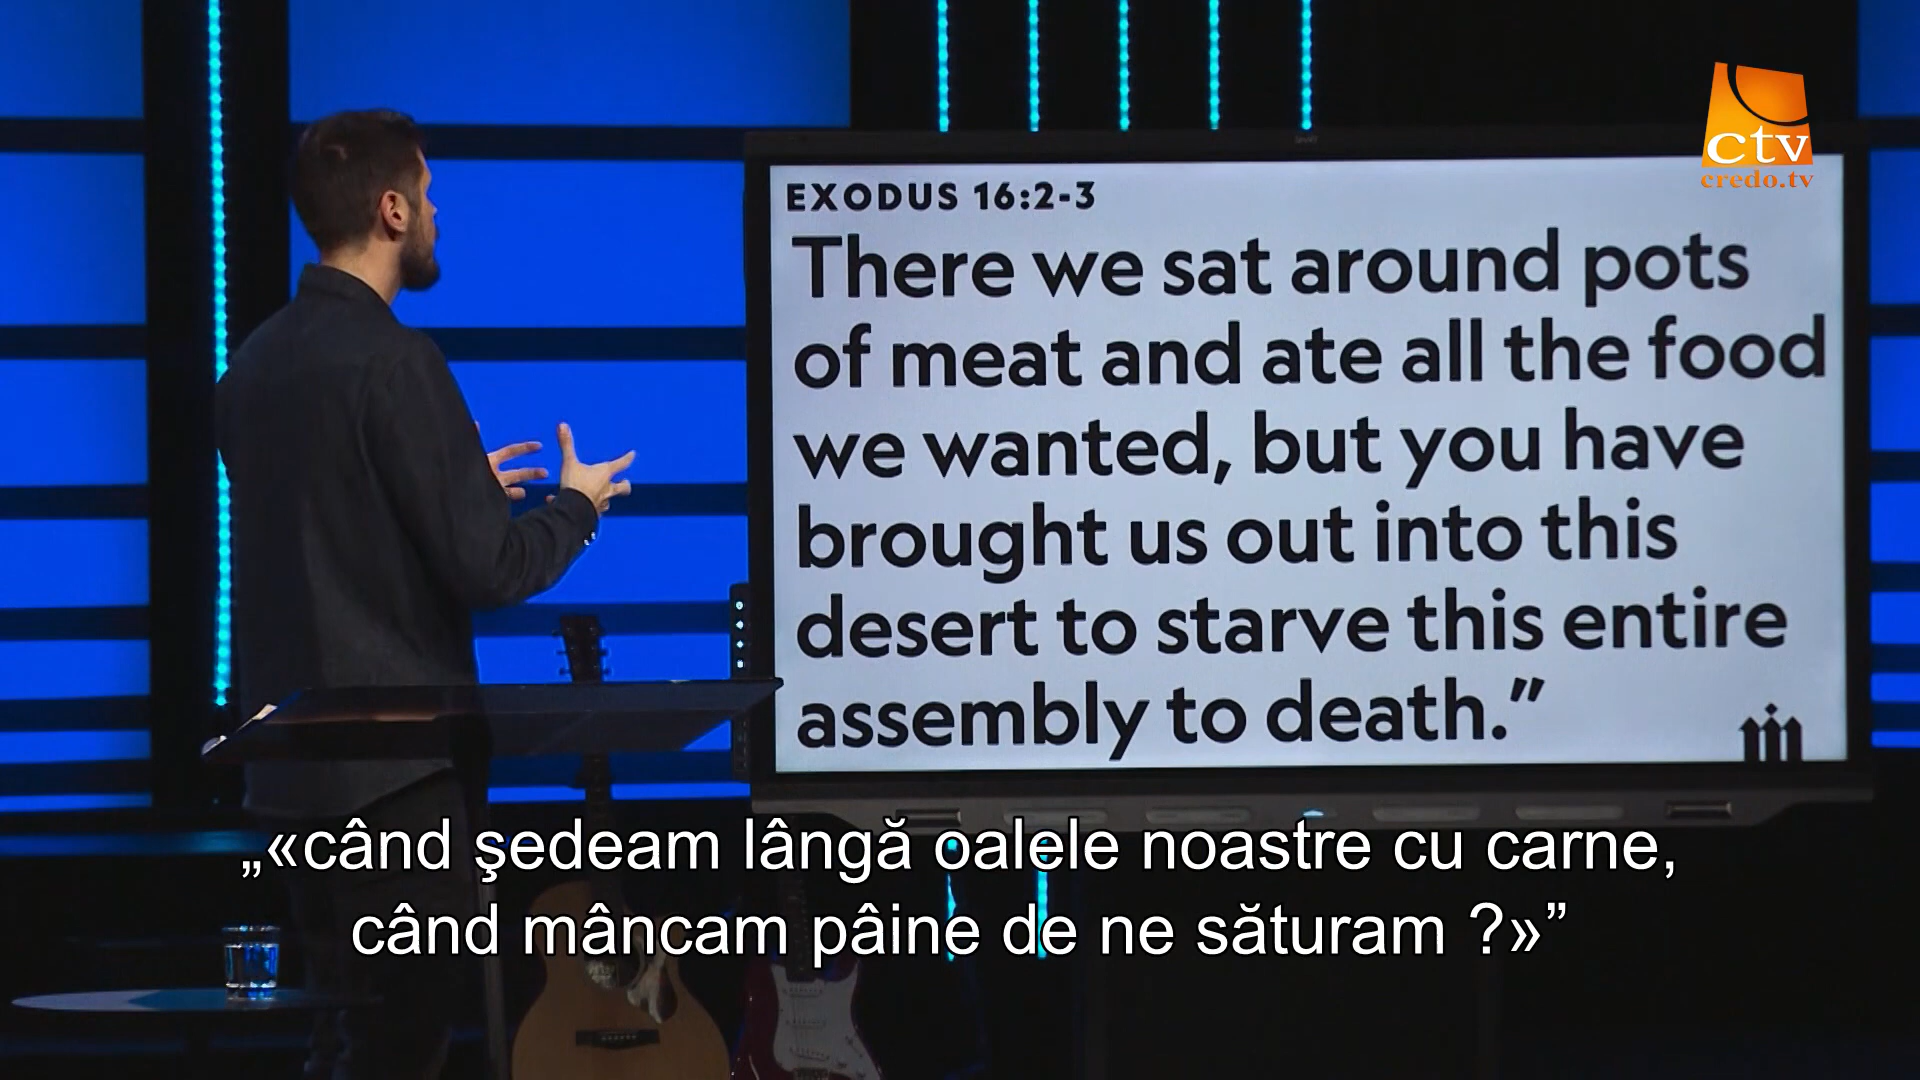 ctv
credo.tv
EXODUS 16:2-3
There we sat around pots
of meat and ate all the food
we wanted, but you have
brought us out into this
desert to starve this entire
assembly to death.”
„«când şedeam lângă oalele noastre cu carne,
când mâncam pâine de ne săturam ?»”